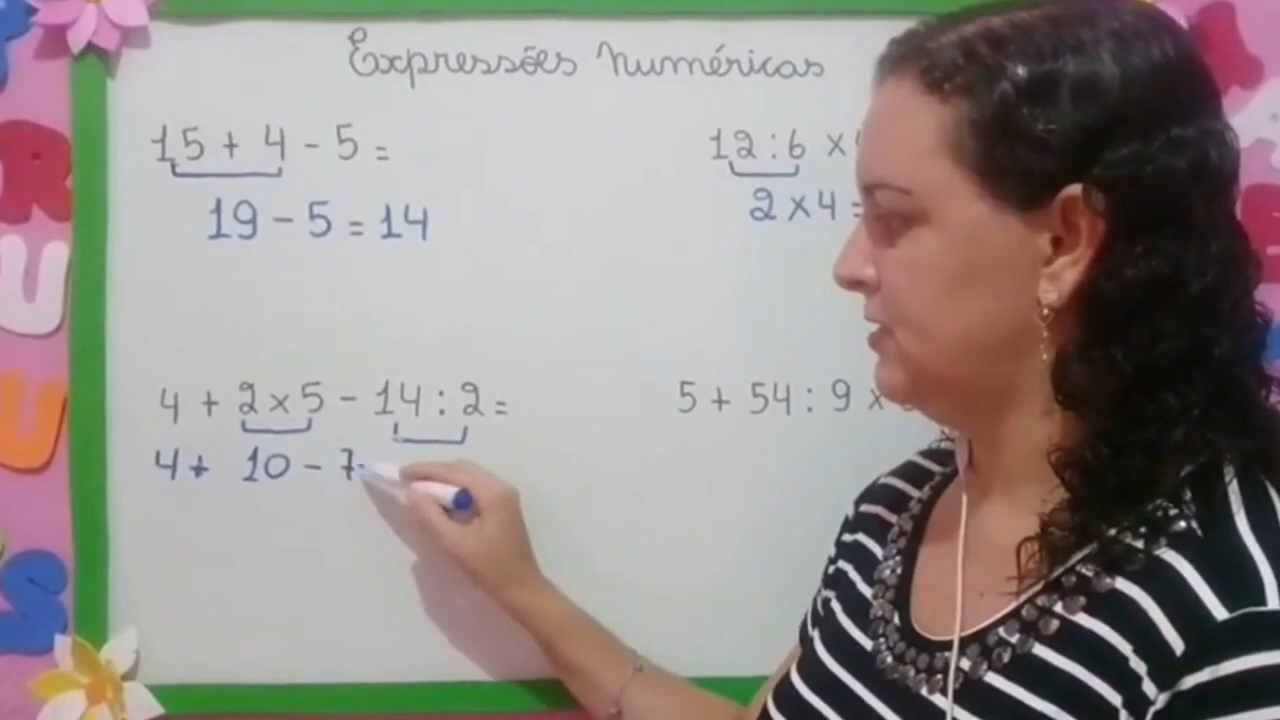 Expressões Numéricas
15 + 4 - 5 =
19 - 5 = 14
12 : 6 ×
2 × 4 =
4 + 2 × 5 - 14 : 2 =
4 + 10 - 7
5 + 54 : 9 ×
R
U
U
S